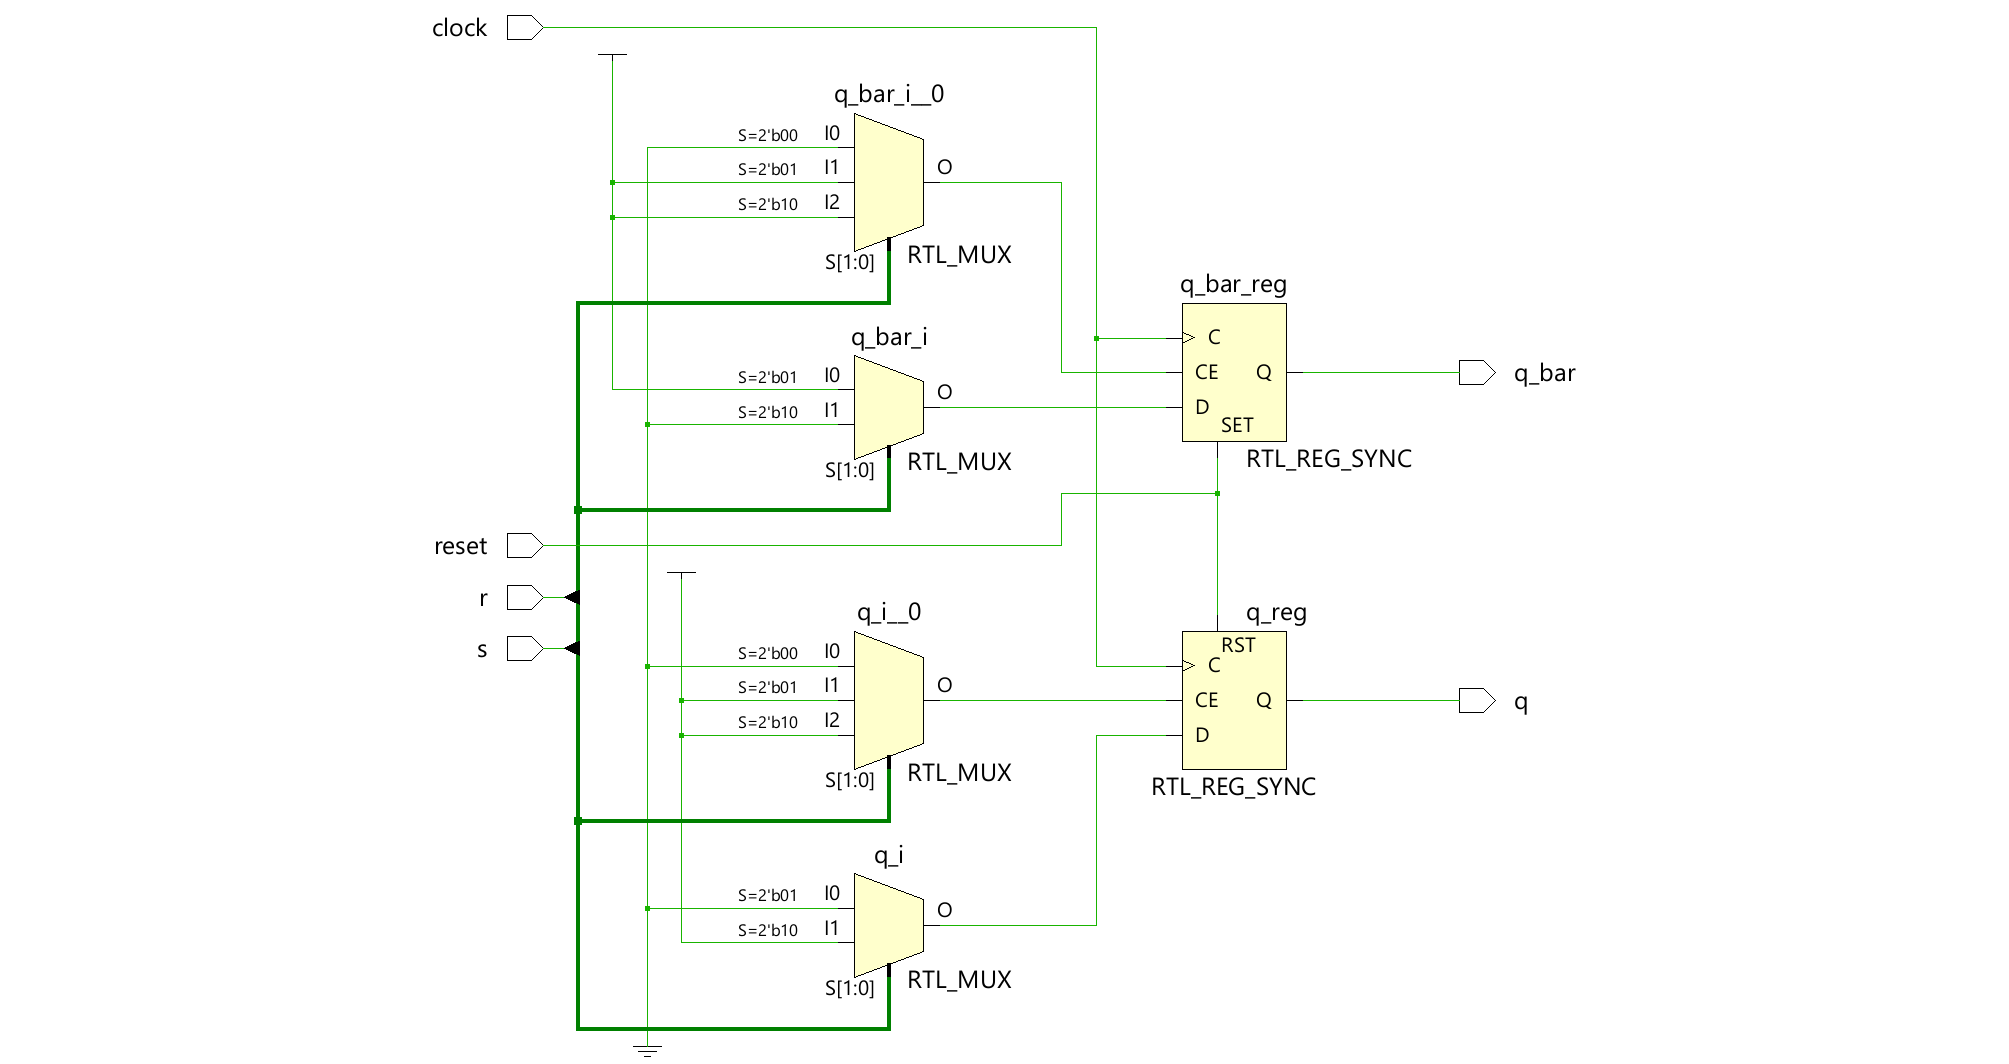 clock
q_bar_i__0
S=2'b00 I0
S=2'b01 I1 O
S=2'b10 I2
S[1:0] RTL_MUX
q_bar_i
S=2'b01 I0 O
S=2'b10 I1
S[1:0] RTL_MUX
q_bar_reg
C
CE Q q_bar
D
SET
RTL_REG_SYNC
reset
r
s
q_i__0
S=2'b00 I0
S=2'b01 I1 O
S=2'b10 I2
S[1:0] RTL_MUX
q_reg
RST
C
CE Q q
D
RTL_REG_SYNC
q_i
S=2'b01 I0 O
S=2'b10 I1
S[1:0] RTL_MUX